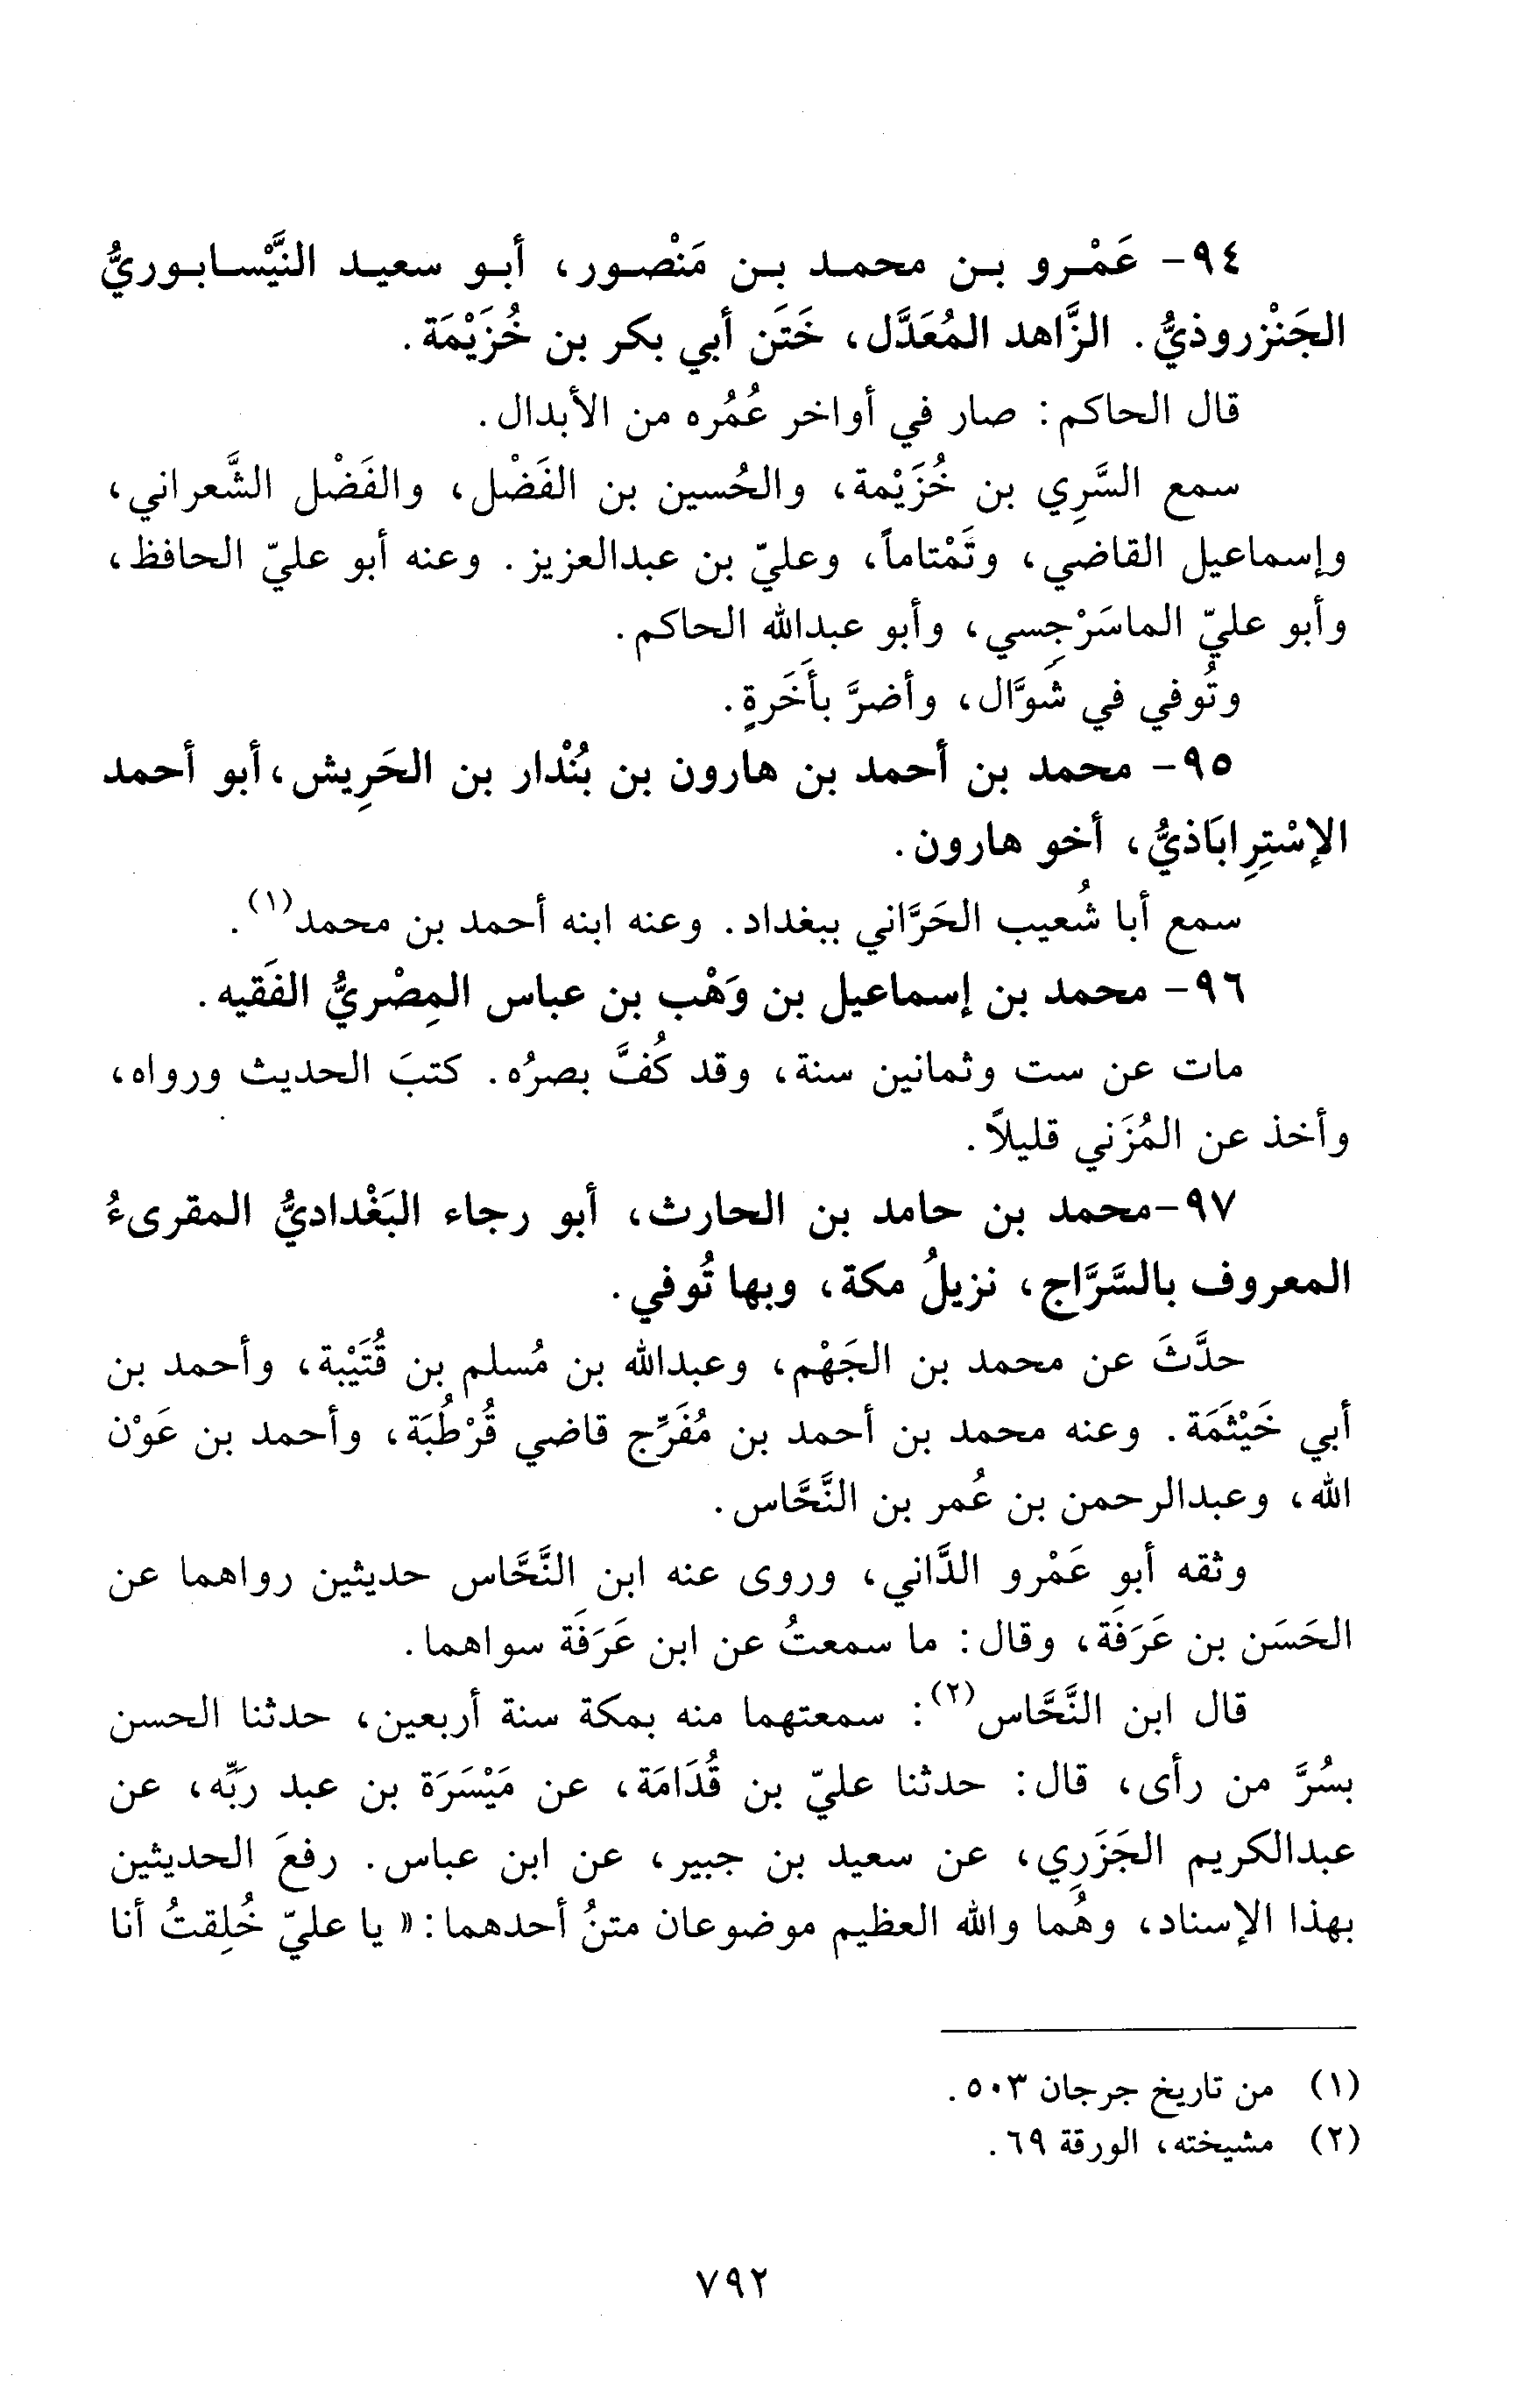 ٩٤- عَمْرو بن محمد بن مَنْصور، أبو سعيد النَّيْسابوريُّ
الجَنْزروذيُّ. الزَّاهد المُعَدَّل، خَتَن أبي بكر بن خُزَيْمَة.
قال الحاكم: صار في أواخر عُمُره من الأبدال.
سمع السَّرِي بن خُزَيْمة، والحُسين بن الفَضْل، والفَضْل الشَّعراني،
وإسماعيل القاضي، وتَمْتاماً، وعليّ بن عبدالعزيز. وعنه أبو عليّ الحافظ،
وأبو عليّ الماسَرْجِسي، وأبو عبدالله الحاكم.
وتُوفي في شَوَّال، وأضرَّ بأَخَرةٍ.
٩٥- محمد بن أحمد بن هارون بن بُنْدار بن الحَرِيش، أبو أحمد
الإسْتِرِابَاذيُّ، أخو هارون.
سمع أبا شُعيب الحَرَّاني ببغداد. وعنه ابنه أحمد بن محمد(١).
٩٦- محمد بن إسماعيل بن وَهْب بن عباس المِصْريُّ الفَقيه.
مات عن ست وثمانين سنة، وقد كُفَّ بصرُه. كتبَ الحديث ورواه،
وأخذ عن المُزَني قليلاً.
٩٧-محمد بن حامد بن الحارث، أبو رجاء البَغْداديُّ المقرىءُ
المعروف بالسَّرَّاج، نزيلُ مكة، وبها تُوفي.
حدَّثَ عن محمد بن الجَهْم، وعبدالله بن مُسلم بن قُتَيْبة، وأحمد بن
أبي خَيْثَمَة. وعنه محمد بن أحمد بن مُفَرِّج قاضي قُرْطُبَة، وأحمد بن عَوْن
الله، وعبدالرحمن بن عُمر بن النَّحَّاس.
وثقه أبو عَمْرو الدَّاني، وروى عنه ابن النَّحَّاس حديثين رواهما عن
الحَسَن بن عَرَفَة، وقال: ما سمعتُ عن ابن عَرَفَة سواهما.
قال ابن النَّحَّاس(٢): سمعتهما منه بمكة سنة أربعين، حدثنا الحسن
بسُرَّ من رأى، قال: حدثنا عليّ بن قُدَامَة، عن مَيْسَرَة بن عبد ربِّه، عن
عبدالكريم الجَزَرِي، عن سعيد بن جبير، عن ابن عباس. رفعَ الحديثين
بهذا الإسناد، وهُما والله العظيم موضوعان متنُ أحدهما: « يا عليّ خُلِقتُ أنا
(١) من تاريخ جرجان ٥٠٣.
(٢) مشيخته، الورقة ٦٩.
٧٩٢